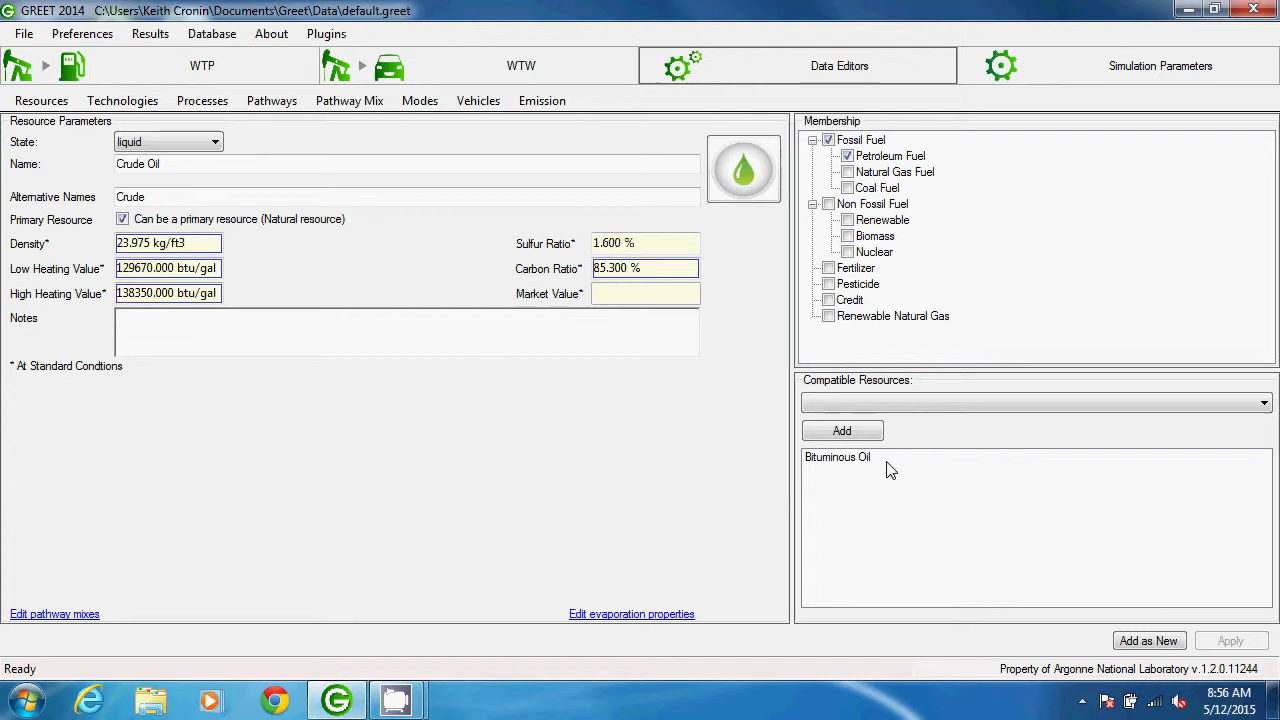 GREET 2014 C:\Users\Keith Cronin\Documents\Greet\Data\default.greet
File Preferences Results Database About Plugins
WTP WTW Data Editors Simulation Parameters
Resources Technologies Processes Pathways Pathway Mix Modes Vehicles Emission
Resource Parameters
State: liquid
Name: Crude Oil
Alternative Names Crude
Primary Resource Can be a primary resource (Natural resource)
Density* 23.975 kg/ft3 Sulfur Ratio* 1.600 %
Low Heating Value* 129670.000 btu/gal Carbon Ratio* 85.300 %
High Heating Value* 138350.000 btu/gal Market Value*
Notes
* At Standard Condtions
Edit pathway mixes Edit evaporation properties
Membership
Fossil Fuel
Petroleum Fuel
Natural Gas Fuel
Coal Fuel
Non Fossil Fuel
Renewable
Biomass
Nuclear
Fertilizer
Pesticide
Credit
Renewable Natural Gas
Compatible Resources:
Add
Bituminous Oil
Add as New Apply
Ready Property of Argonne National Laboratory v.1.2.0.11244
8:56 AM
5/12/2015